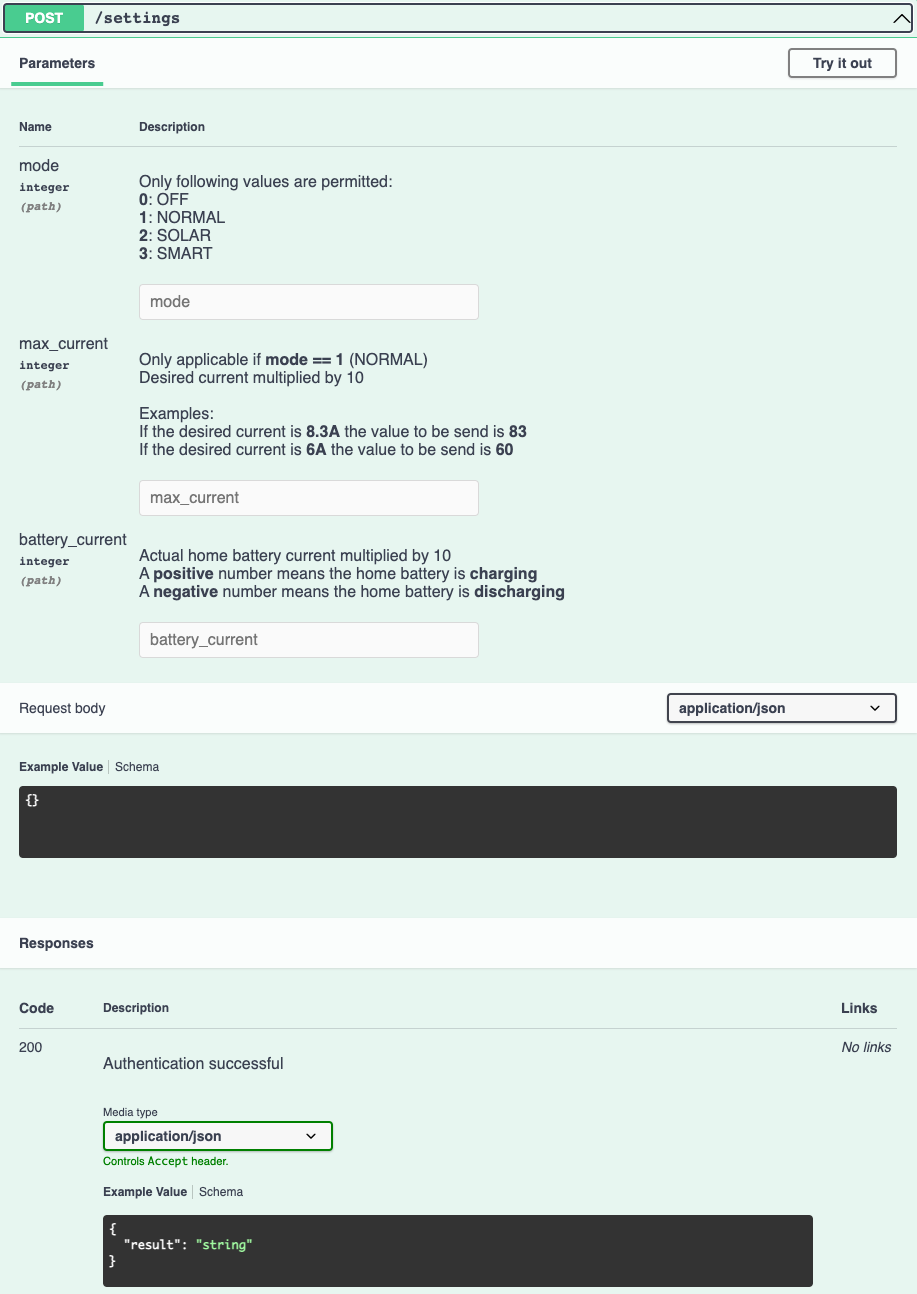 POST /settings
Parameters
Try it out
Name Description
mode
integer
(path)
Only following values are permitted:
0: OFF
1: NORMAL
2: SOLAR
3: SMART
mode
max_current
integer
(path)
Only applicable if mode == 1 (NORMAL)
Desired current multiplied by 10
Examples:
If the desired current is 8.3A the value to be send is 83
If the desired current is 6A the value to be send is 60
max_current
battery_current
integer
(path)
Actual home battery current multiplied by 10
A positive number means the home battery is charging
A negative number means the home battery is discharging
battery_current
Request body
application/json
Example Value Schema
{}
Responses
Code Description Links
200
Authentication successful
No links
Media type
application/json
Controls Accept header.
Example Value Schema
{
"result": "string"
}